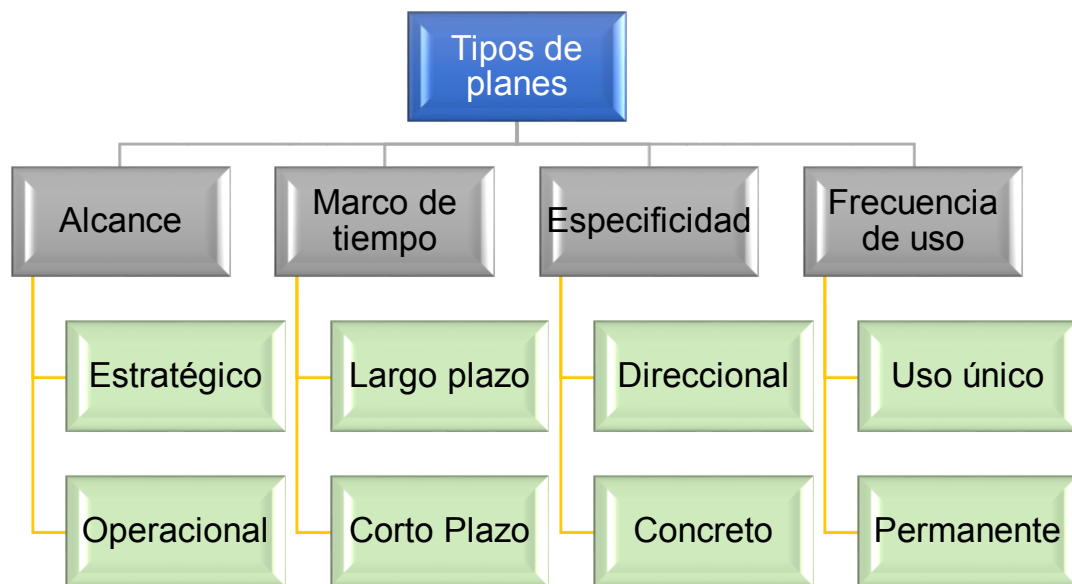 Tipos de
planes
Alcance
Marco de
tiempo
Especificidad
Frecuencia
de uso
Estratégico
Largo plazo
Direccional
Uso único
Operacional
Corto Plazo
Concreto
Permanente